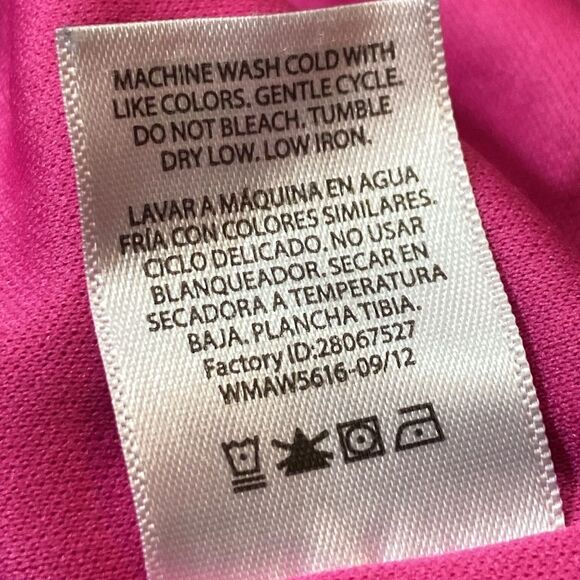 MACHINE WASH COLD WITH
LIKE COLORS. GENTLE CYCLE.
DO NOT BLEACH. TUMBLE
DRY LOW. LOW IRON.
LAVAR A MÁQUINA EN AGUA
FRÍA CON COLORES SIMILARES.
CICLO DELICADO. NO USAR
BLANQUEADOR. SECAR EN
SECADORA A TEMPERATURA
BAJA. PLANCHA TIBIA.
Factory ID:28067527
WMAW5616-09/12